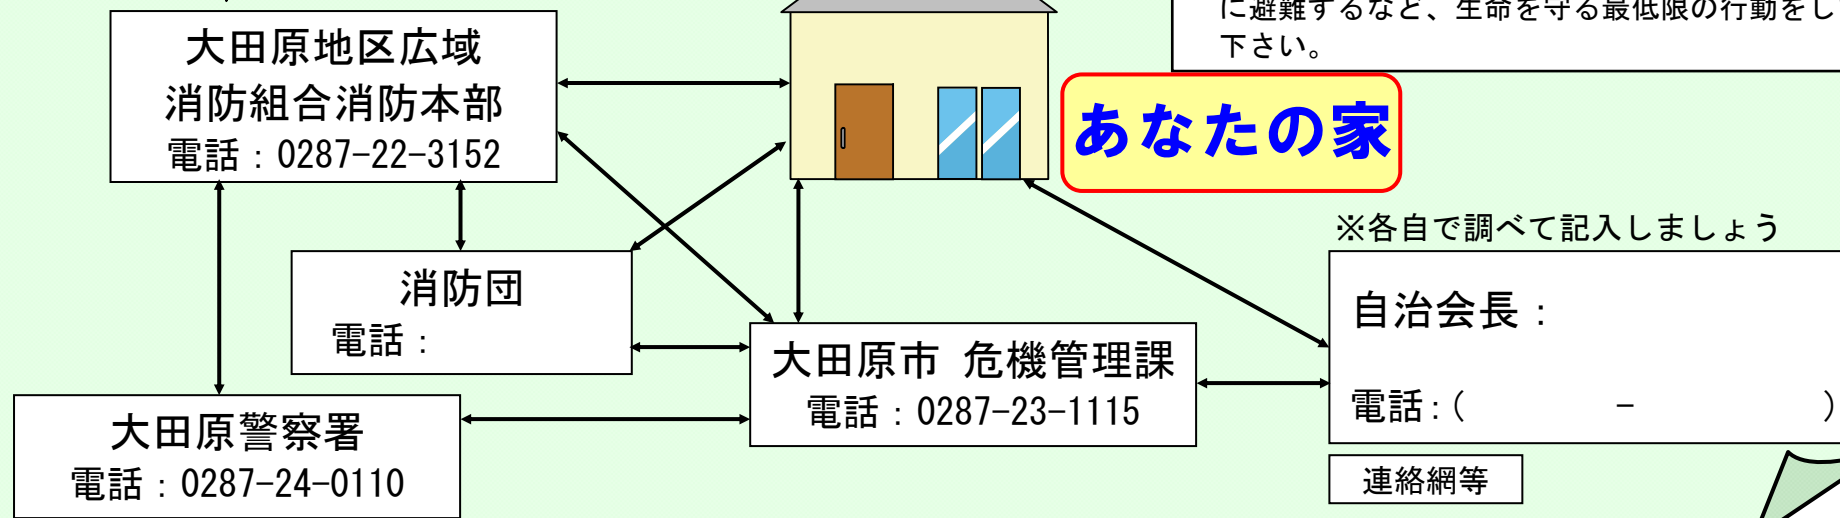 に避難するなど、生命を守る最低限の行動をし
下さい。
大田原地区広域
消防組合消防本部
電話：0287-22-3152
あなたの家
※各自で調べて記入しましょう
消防団
電話：
自治会長：
電話：(　　　－　　　)
大田原市 危機管理課
電話：0287-23-1115
大田原警察署
電話：0287-24-0110
連絡網等